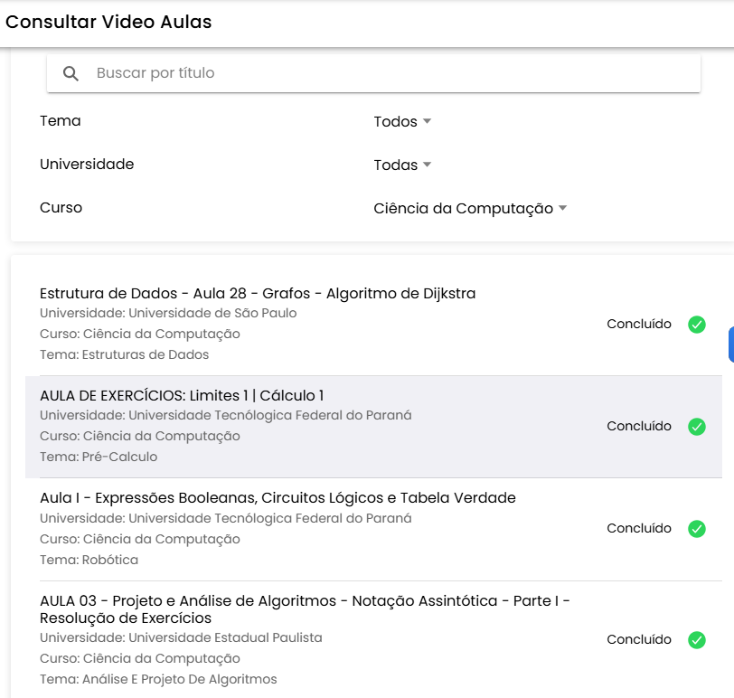 Consultar Video Aulas
Buscar por título
Tema Todos
Universidade Todas
Curso Ciência da Computação
Estrutura de Dados - Aula 28 - Grafos - Algoritmo de Dijkstra
Universidade: Universidade de São Paulo
Curso: Ciência da Computação
Tema: Estruturas de Dados
Concluído
AULA DE EXERCÍCIOS: Limites 1 | Cálculo 1
Universidade: Universidade Tecnólogica Federal do Paraná
Curso: Ciência da Computação
Tema: Pré-Calculo
Concluído
Aula I - Expressões Booleanas, Circuitos Lógicos e Tabela Verdade
Universidade: Universidade Tecnólogica Federal do Paraná
Curso: Ciência da Computação
Tema: Robótica
Concluído
AULA 03 - Projeto e Análise de Algoritmos - Notação Assintótica - Parte I -
Resolução de Exercícios
Universidade: Universidade Estadual Paulista
Curso: Ciência da Computação
Tema: Análise E Projeto De Algoritmos
Concluído